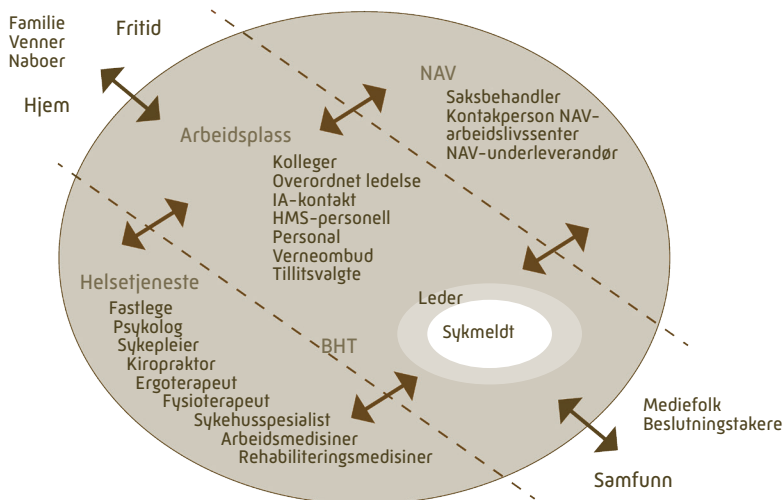 Familie
Venner
Naboer
Fritid
Hjem
NAV
Saksbehandler
Kontakperson NAV-
arbeidslivssenter
NAV-underleverandør
Arbeidsplass
Kolleger
Overordnet ledelse
IA-kontakt
HMS-personell
Personal
Verneombud
Tillitsvalgte
Helsetjeneste
Fastlege
Psykolog
Sykepleier
Kiropraktor
Ergoterapeut
Fysioterapeut
Sykehusspesialist
Arbeidsmedisiner
Rehabiliteringsmedisiner
BHT
Leder
Sykmeldt
Mediefolk
Beslutningstakere
Samfunn